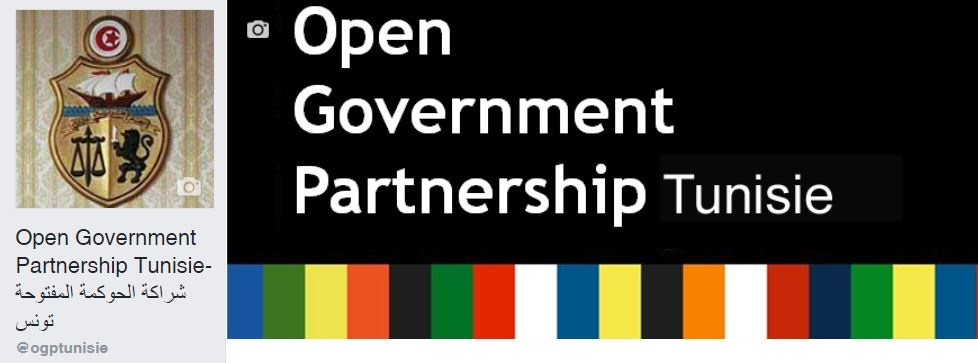 Open Government
Partnership Tunisie-
شراكة الحوكمة المفتوحة
تونس
@ogptunisie
Open
Government
Partnership Tunisie